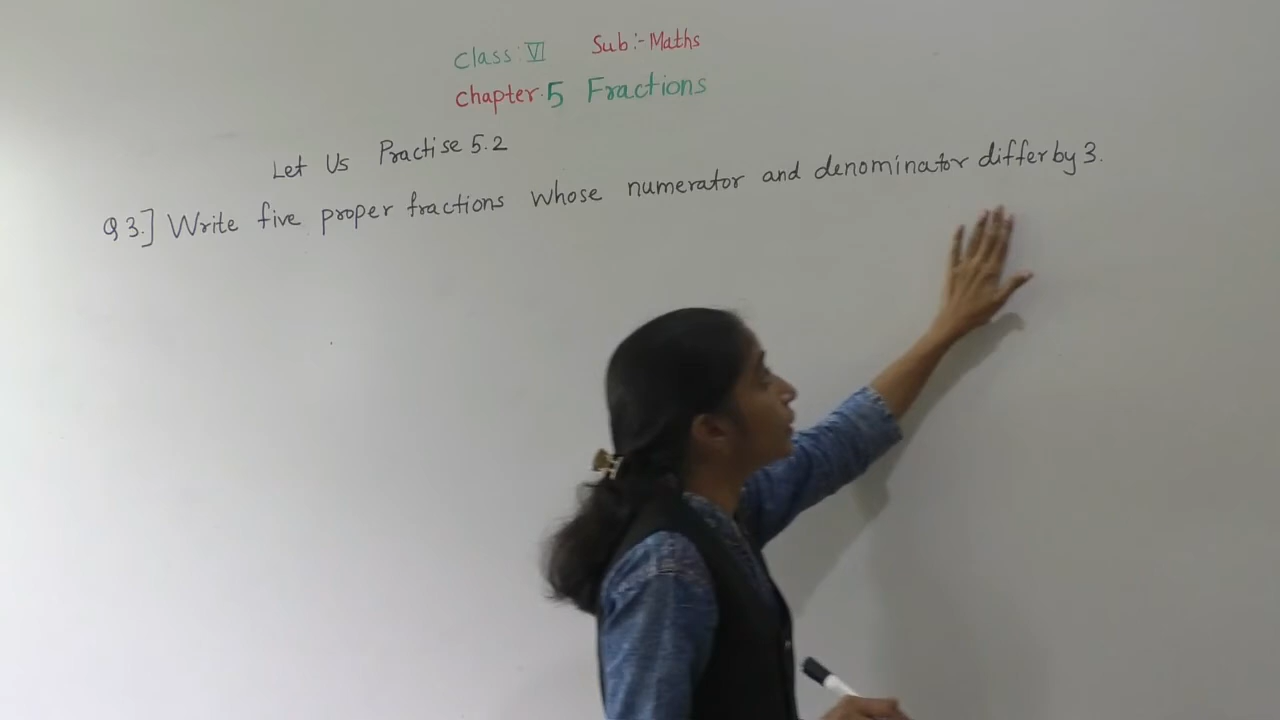 Class : VI Sub:- Maths
Chapter. 5 Fractions
Let Us Practise 5.2
Q 3.] Write five proper fractions whose numerator and denominator differ by 3.